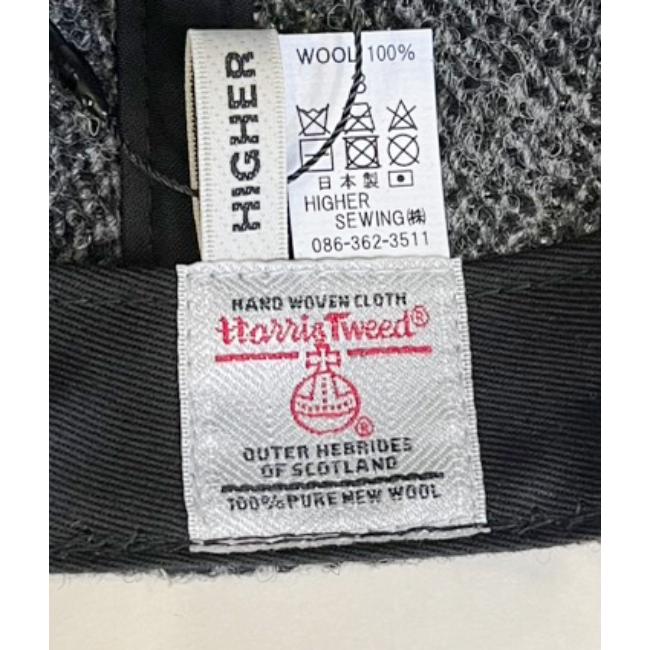 HIGHER
WOOL 100%
日本製
HIGHER
SEWING㈱
086-362-3511
HAND WOVEN CLOTH
Harris Tweed®
®
OUTER HEBRIDES
OF SCOTLAND
100% PURE NEW WOOL